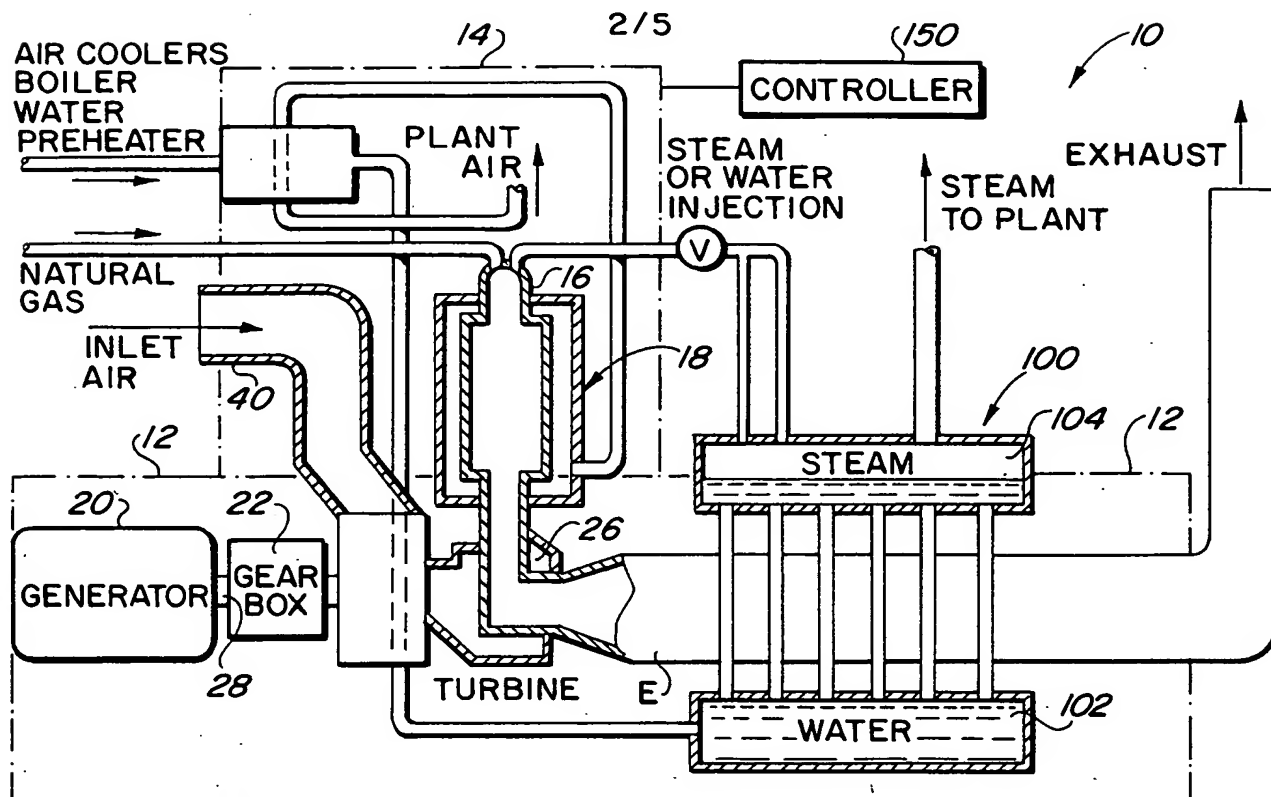 2/5
14
150
10
AIR COOLERS
BOILER
WATER
PREHEATER
CONTROLLER
PLANT
AIR
STEAM
OR WATER
INJECTION
EXHAUST
STEAM
TO PLANT
V
NATURAL
GAS
16
INLET
AIR
18
40
100
104
12
STEAM
12
20
22
26
GENERATOR
GEAR
BOX
28
TURBINE
E
WATER
102